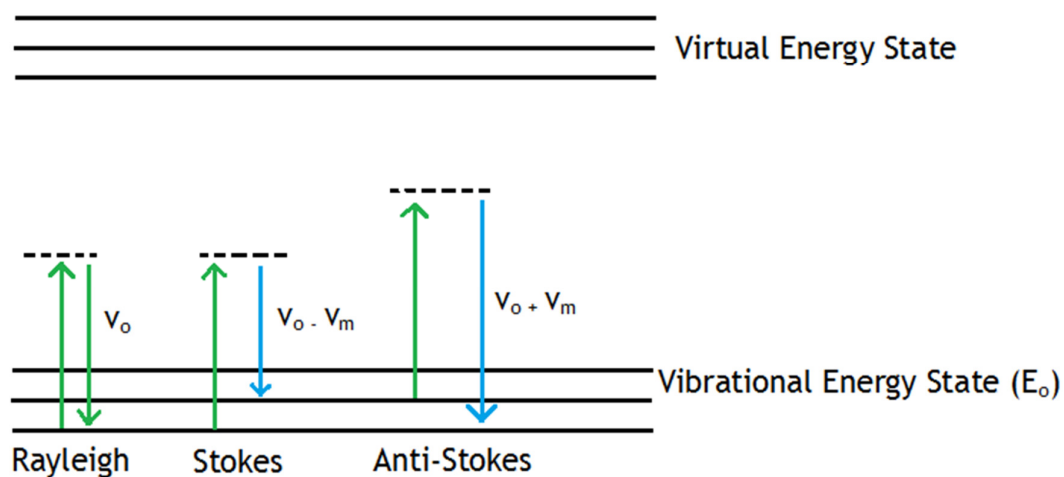 Virtual Energy State
Vₒ
Vₒ - Vₘ
Vₒ + Vₘ
Vibrational Energy State (Eₒ)
Rayleigh
Stokes
Anti-Stokes